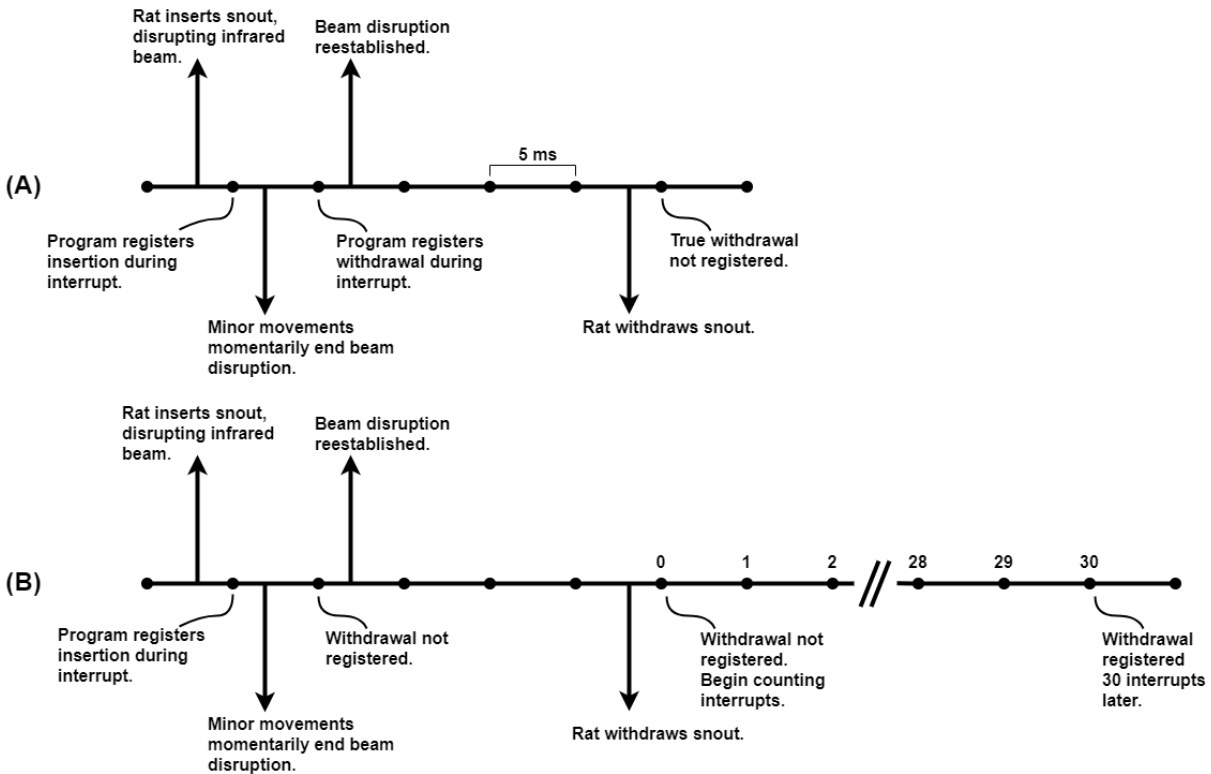 Rat inserts snout,
disrupting infrared
beam.
Beam disruption
reestablished.
5 ms
(A)
Program registers
insertion during
interrupt.
Program registers
withdrawal during
interrupt.
True withdrawal
not registered.
Minor movements
momentarily end beam
disruption.
Rat withdraws snout.
Rat inserts snout,
disrupting infrared
beam.
Beam disruption
reestablished.
0 1 2 28 29 30
(B)
Program registers
insertion during
interrupt.
Withdrawal not
registered.
Withdrawal not
registered.
Begin counting
interrupts.
Withdrawal
registered
30 interrupts
later.
Minor movements
momentarily end beam
disruption.
Rat withdraws snout.